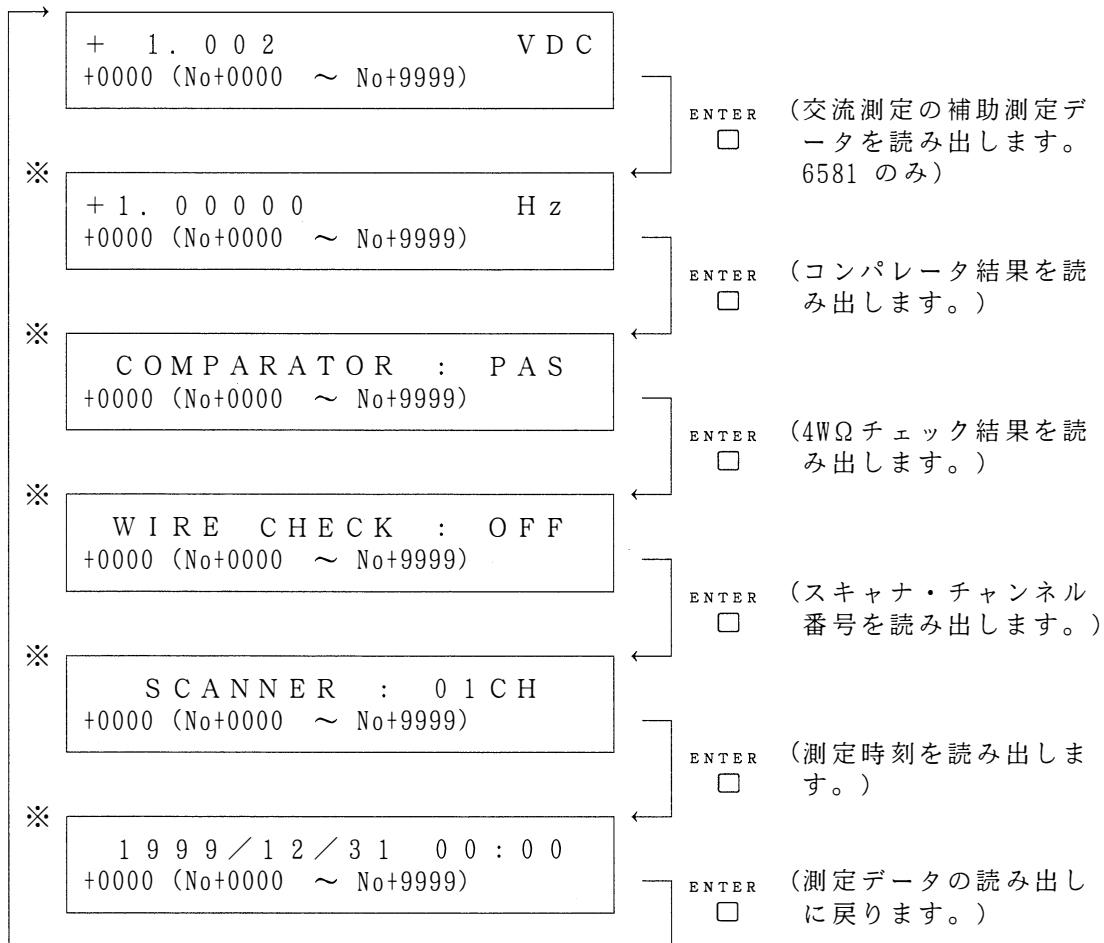 + 1.002 VDC
+0000 (No+0000 ～ No+9999)
ENTER
(交流測定の補助測定デ
ータを読み出します。
6581 のみ)
※
+1.00000 Hz
+0000 (No+0000 ～ No+9999)
ENTER
(コンパレータ結果を読
み出します。)
※
COMPARATOR : PAS
+0000 (No+0000 ～ No+9999)
ENTER
(4WΩチェック結果を読
み出します。)
※
WIRE CHECK : OFF
+0000 (No+0000 ～ No+9999)
ENTER
(スキャナ・チャンネル
番号を読み出します。)
※
SCANNER : 01CH
+0000 (No+0000 ～ No+9999)
ENTER
(測定時刻を読み出しま
す。)
※
1999／12／31 00:00
+0000 (No+0000 ～ No+9999)
ENTER
(測定データの読み出し
に戻ります。)